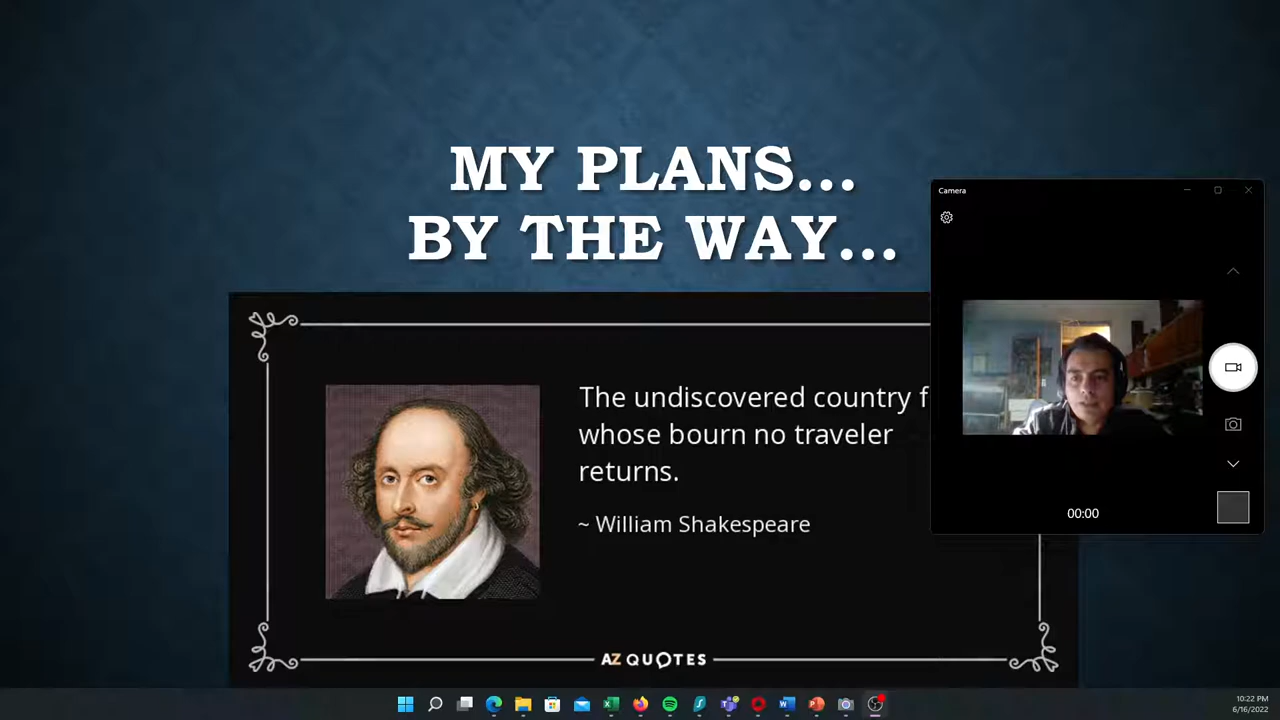 MY PLANS...
BY THE WAY...
Camera
The undiscovered country
whose bourn no traveler
returns.
~ William Shakespeare
00:00
AZ QUOTES
10:22 PM
6/16/2022